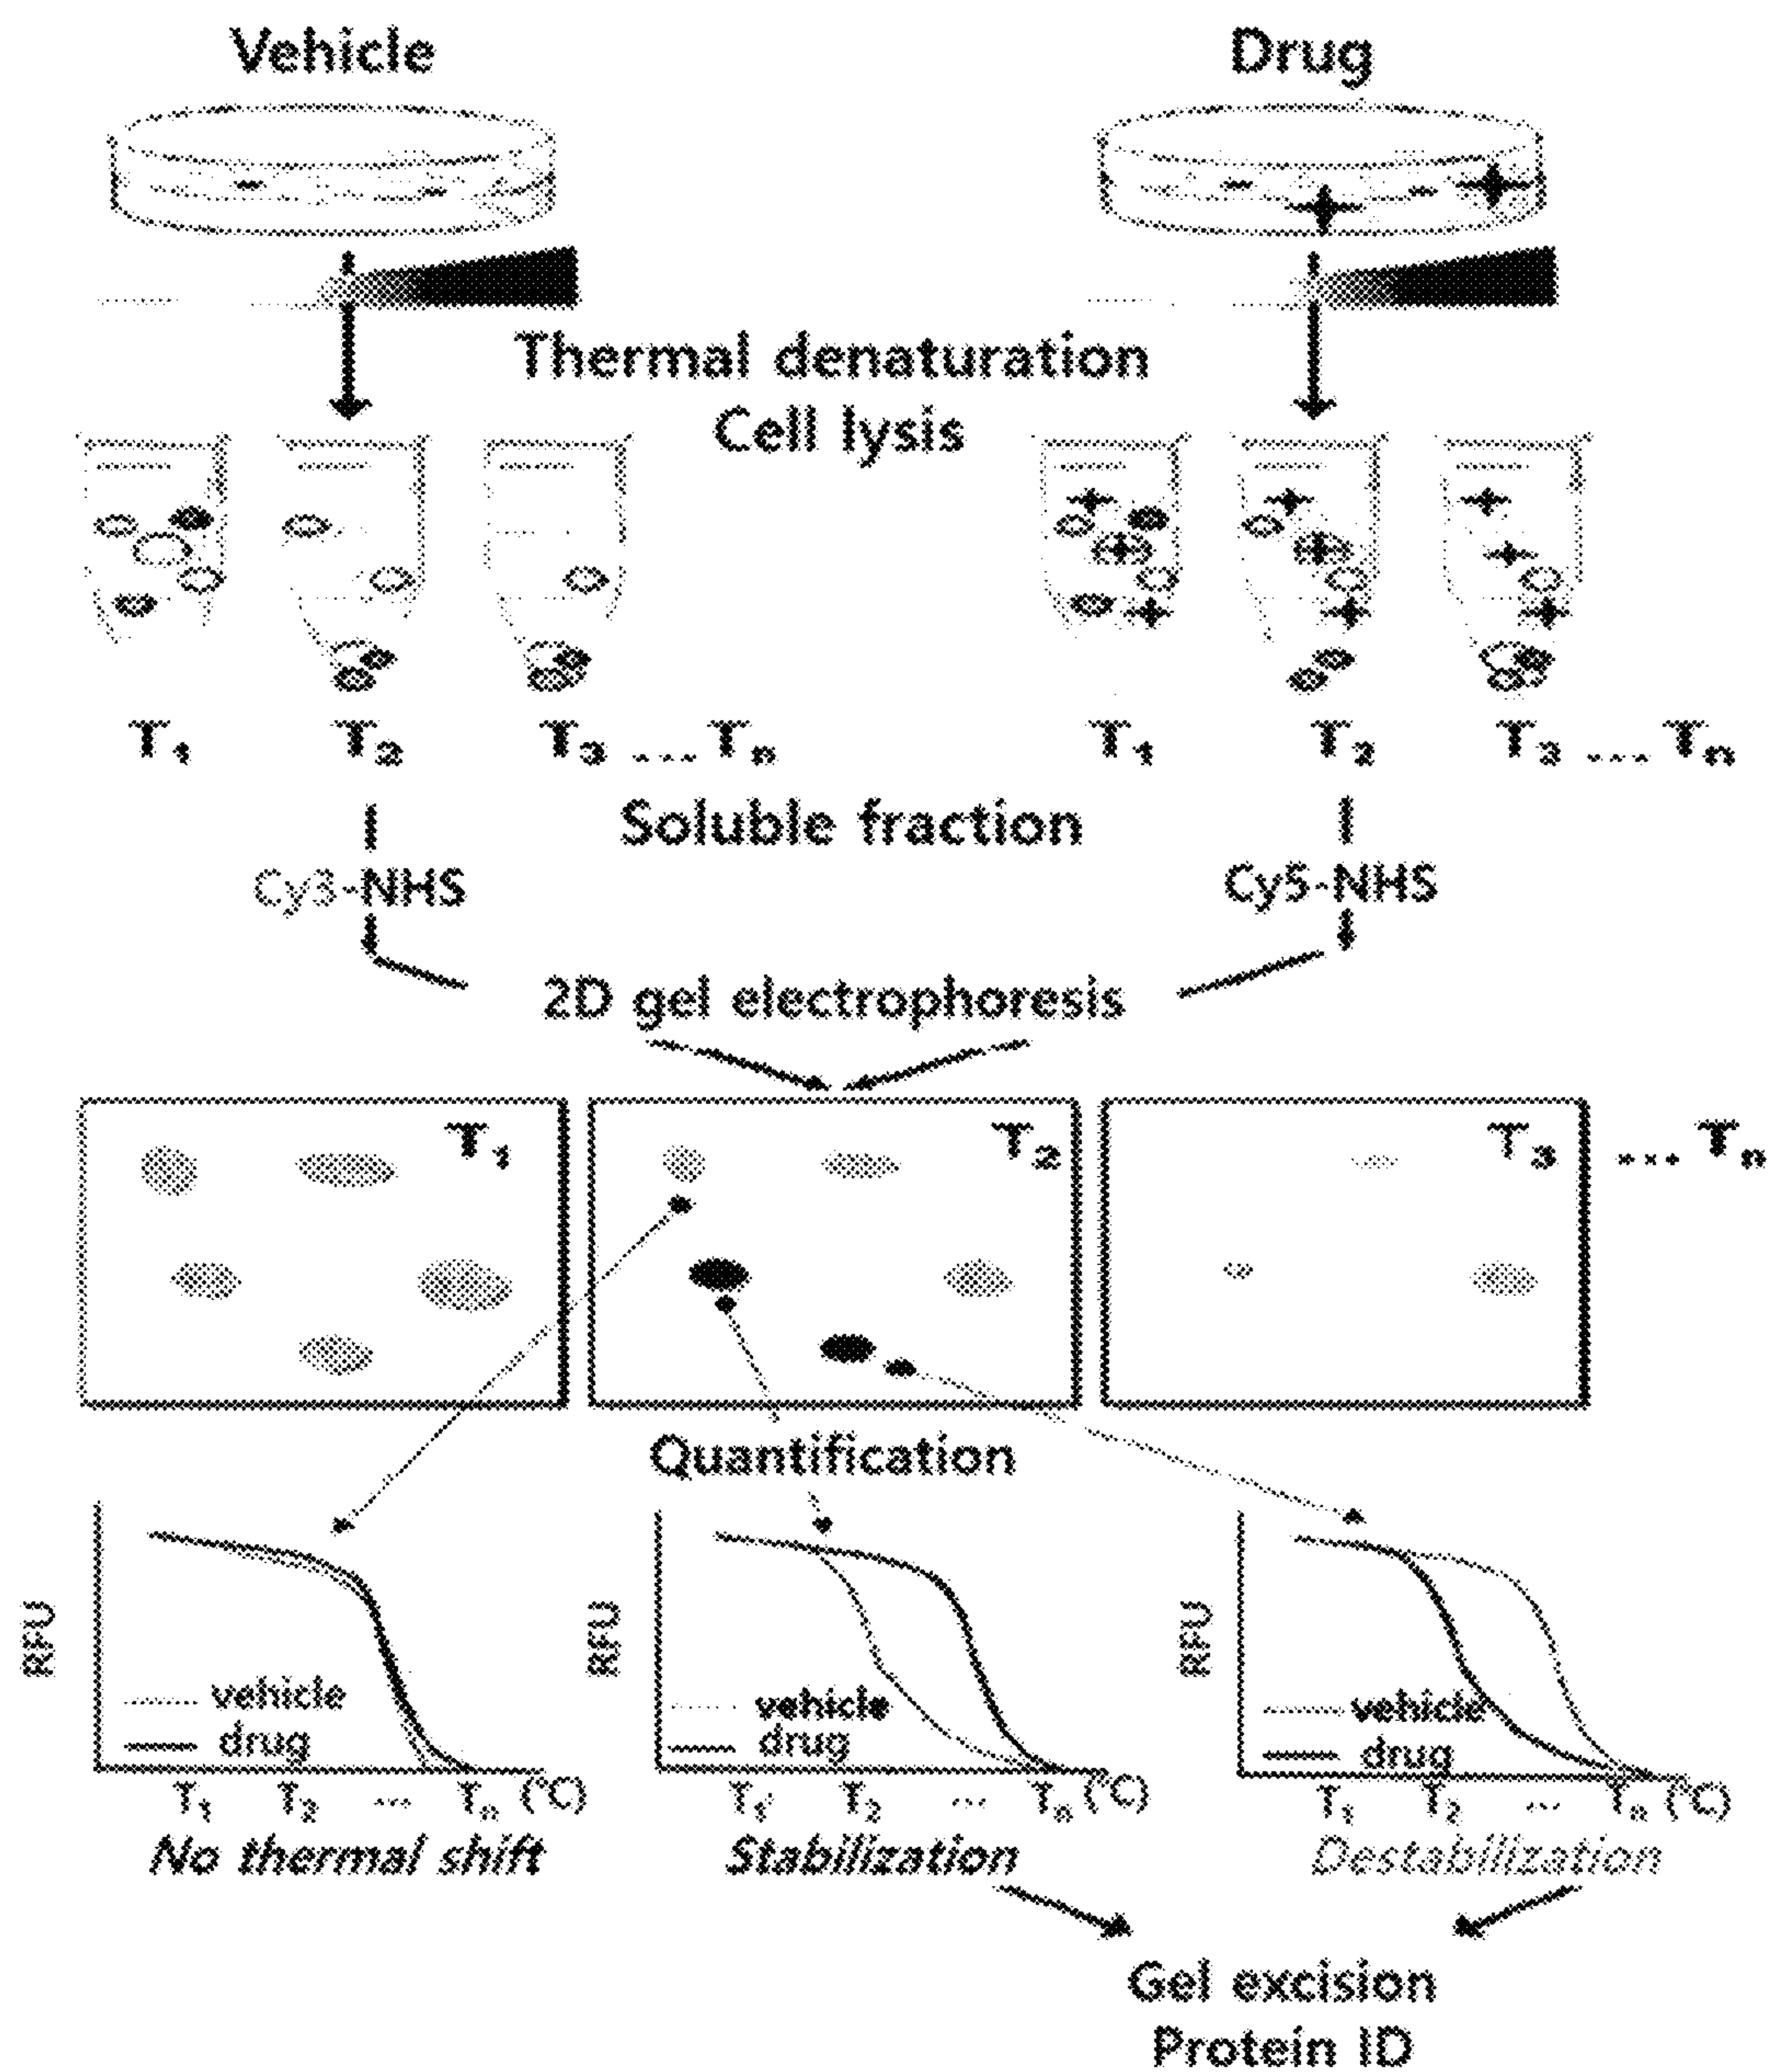 Vehicle Drug
Thermal denaturation
Cell lysis
T1 T2 T3 ... Tn T1 T2 T3 ... Tn
Soluble fraction
Cy3-NHS Cy5-NHS
2D gel electrophoresis
T1 T2 T3 ... Tn
Quantification
RFU RFU RFU
vehicle vehicle vehicle
drug drug drug
T1 T2 ... Tn (℃) T1 T2 ... Tn (℃) T1 T2 ... Tn (℃)
No thermal shift Stabilization Destabilization
Gel excision
Protein ID